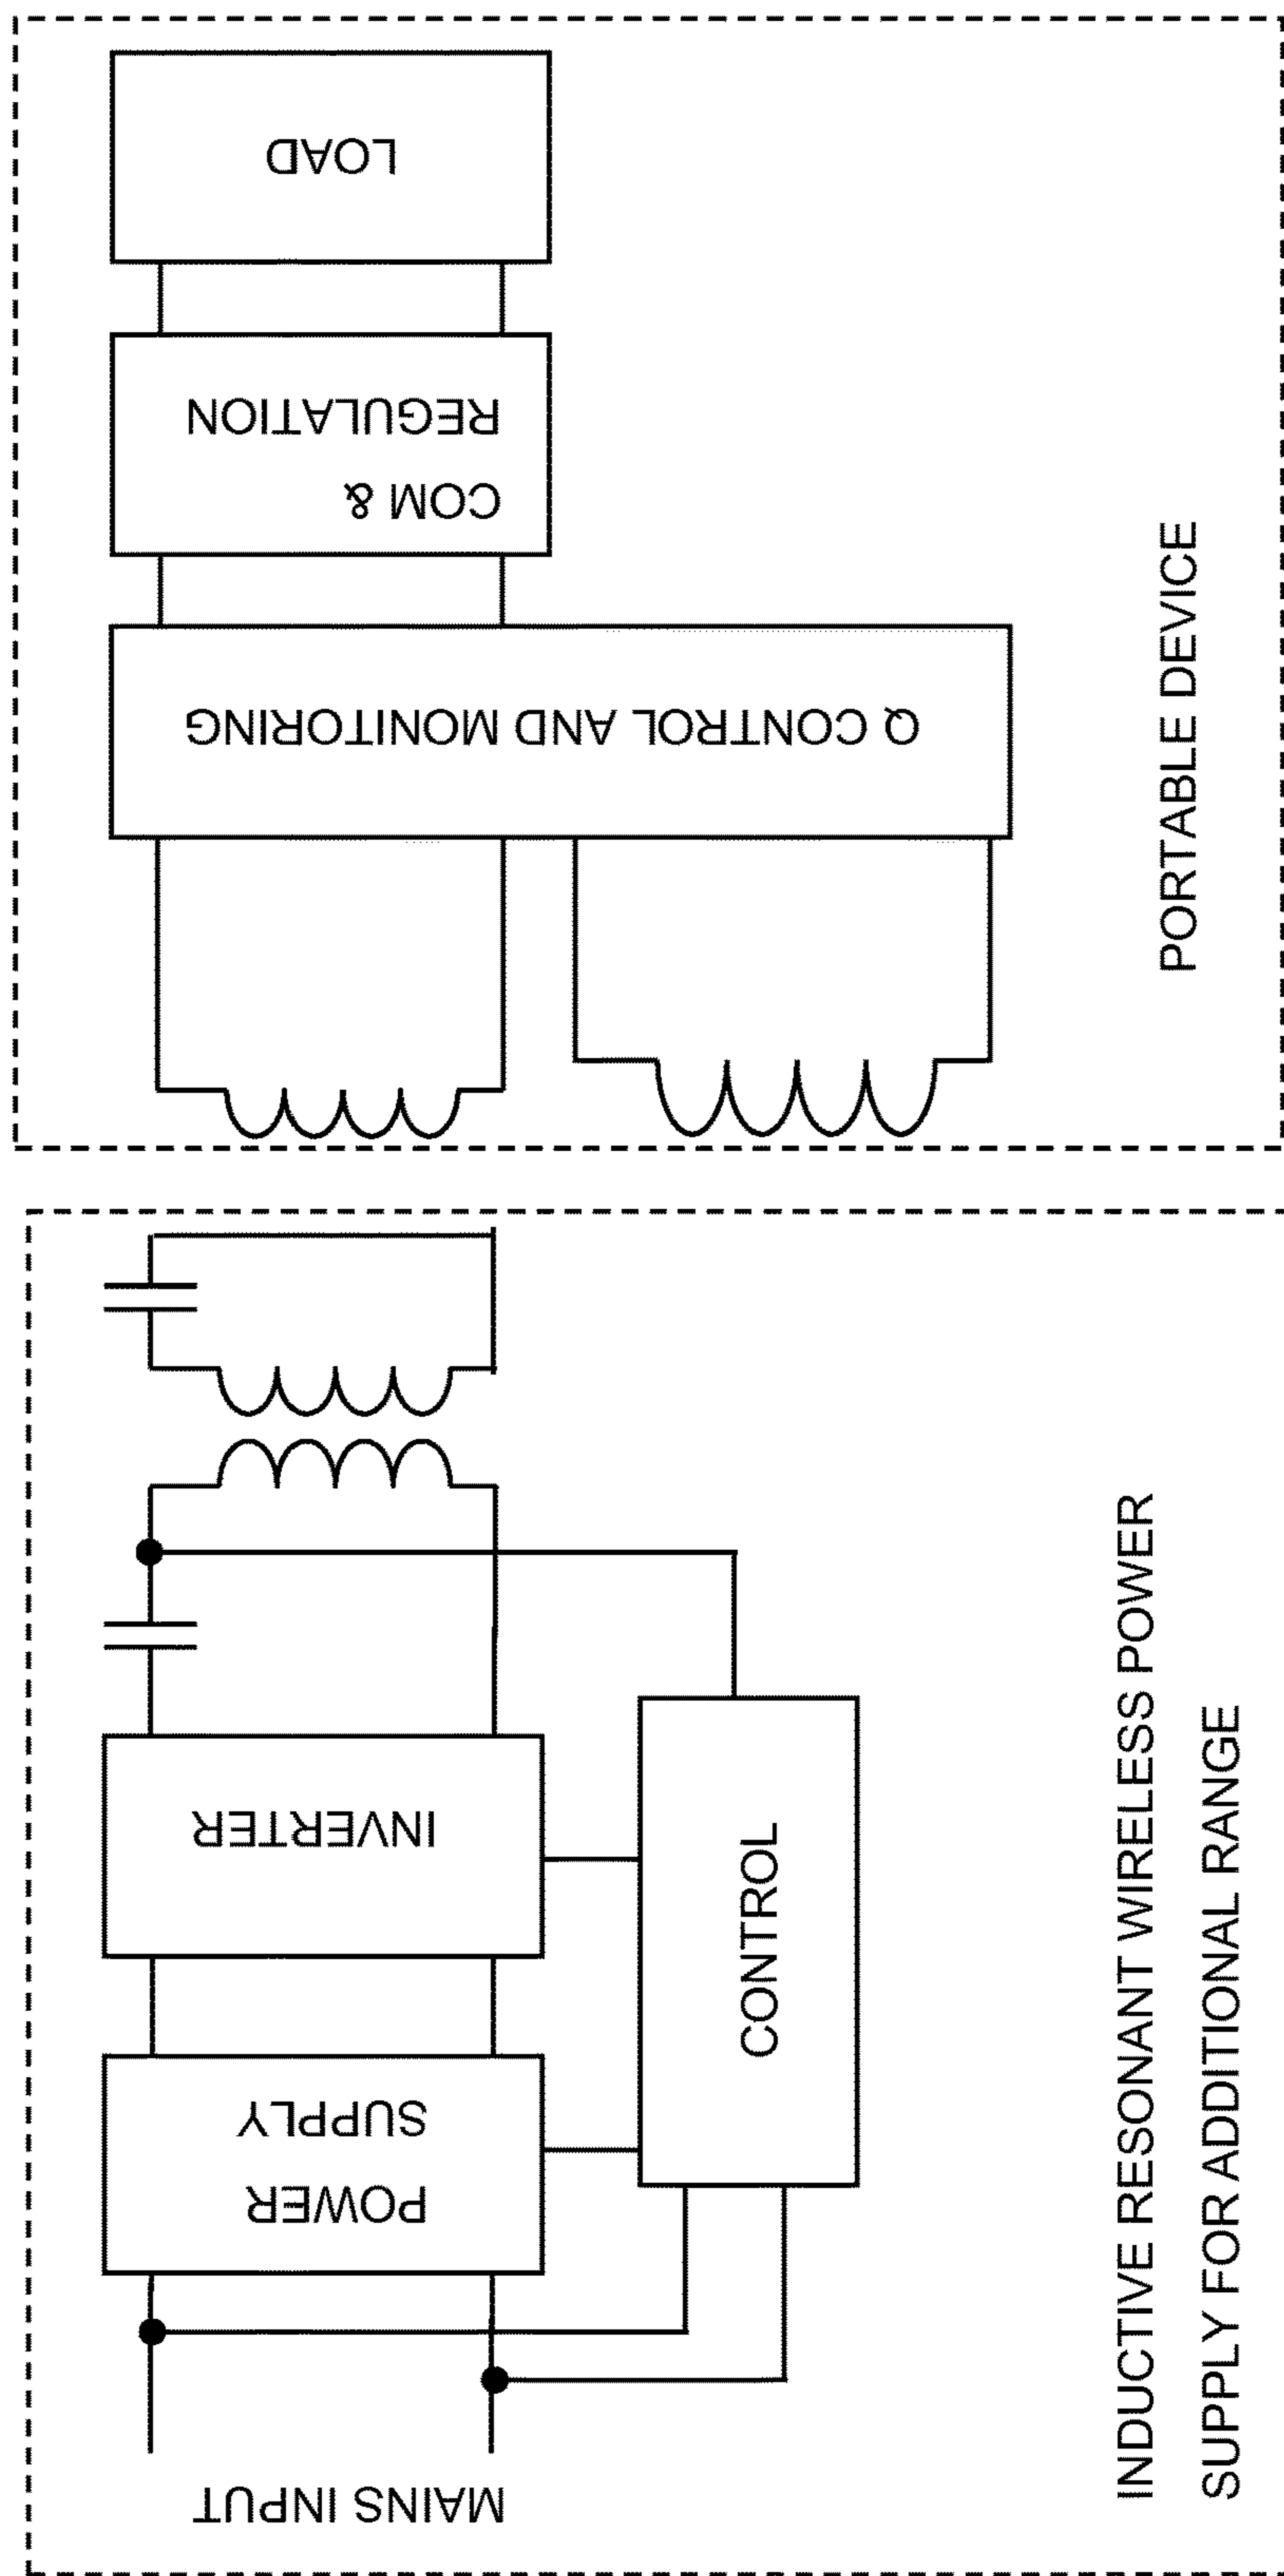 MAINS INPUT
POWER
SUPPLY
INVERTER
CONTROL
INDUCTIVE RESONANT WIRELESS POWER
SUPPLY FOR ADDITIONAL RANGE
Q CONTROL AND MONITORING
COM &
REGULATION
LOAD
PORTABLE DEVICE